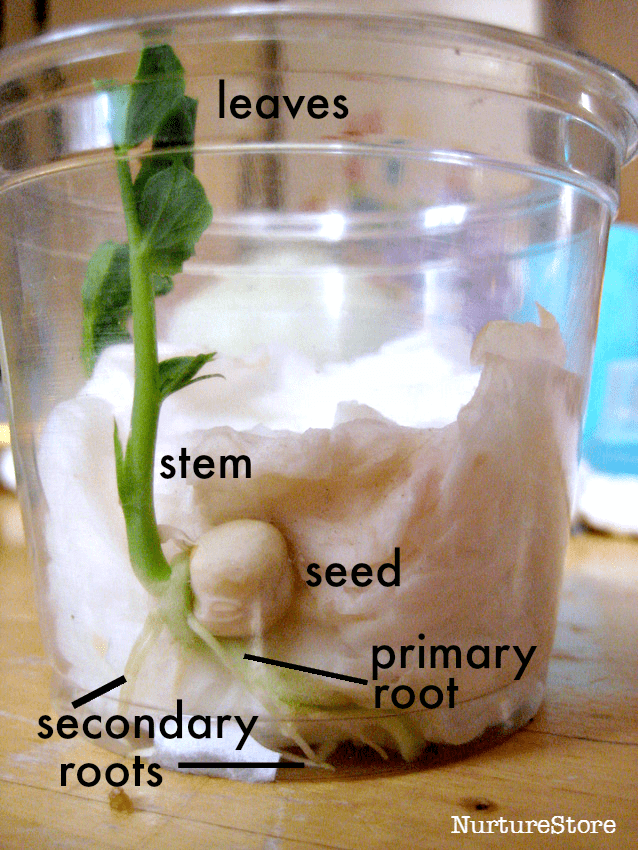 leaves
stem
seed
primary
root
secondary
roots
NurtureStore